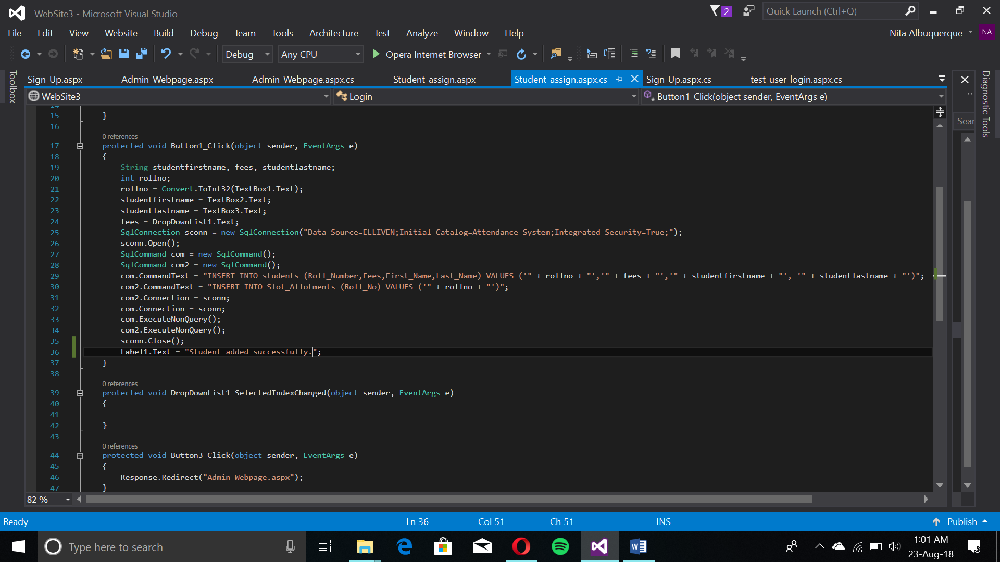 WebSite3 - Microsoft Visual Studio
2
Quick Launch (Ctrl+Q)
File Edit View Website Build Debug Team Tools Architecture Test Analyze Window Help
Nita Albuquerque
NA
Debug Any CPU Opera Internet Browser
Toolbox
Sign_Up.aspx Admin_Webpage.aspx Admin_Webpage.aspx.cs Student_assign.aspx Student_assign.aspx.cs Sign_Up.aspx.cs test_user_login.aspx.cs
WebSite3 Login Button1_Click(object sender, EventArgs e)
Diagnostic Tools
Sear
14
15 }
16
0 references
17 protected void Button1_Click(object sender, EventArgs e)
18 {
19 String studentfirstname, fees, studentlastname;
20 int rollno;
21 rollno = Convert.ToInt32(TextBox1.Text);
22 studentfirstname = TextBox2.Text;
23 studentlastname = TextBox3.Text;
24 fees = DropDownList1.Text;
25 SqlConnection sconn = new SqlConnection("Data Source=ELLIVEN;Initial Catalog=Attendance_System;Integrated Security=True;");
26 sconn.Open();
27 SqlCommand com = new SqlCommand();
28 SqlCommand com2 = new SqlCommand();
29 com.CommandText = "INSERT INTO students (Roll_Number,Fees,First_Name,Last_Name) VALUES ('" + rollno + "','" + fees + "','" + studentfirstname + "', '" + studentlastname + "')";
30 com2.CommandText = "INSERT INTO Slot_Allotments (Roll_No) VALUES ('" + rollno + "')";
31 com2.Connection = sconn;
32 com.Connection = sconn;
33 com.ExecuteNonQuery();
34 com2.ExecuteNonQuery();
35 sconn.Close();
36 Label1.Text = "Student added successfully.";
37 }
38
0 references
39 protected void DropDownList1_SelectedIndexChanged(object sender, EventArgs e)
40 {
41
42 }
43
0 references
44 protected void Button3_Click(object sender, EventArgs e)
45 {
46 Response.Redirect("Admin_Webpage.aspx");
47 }
82 %
Ready Ln 36 Col 51 Ch 51 INS Publish
Type here to search
1:01 AM
23-Aug-18